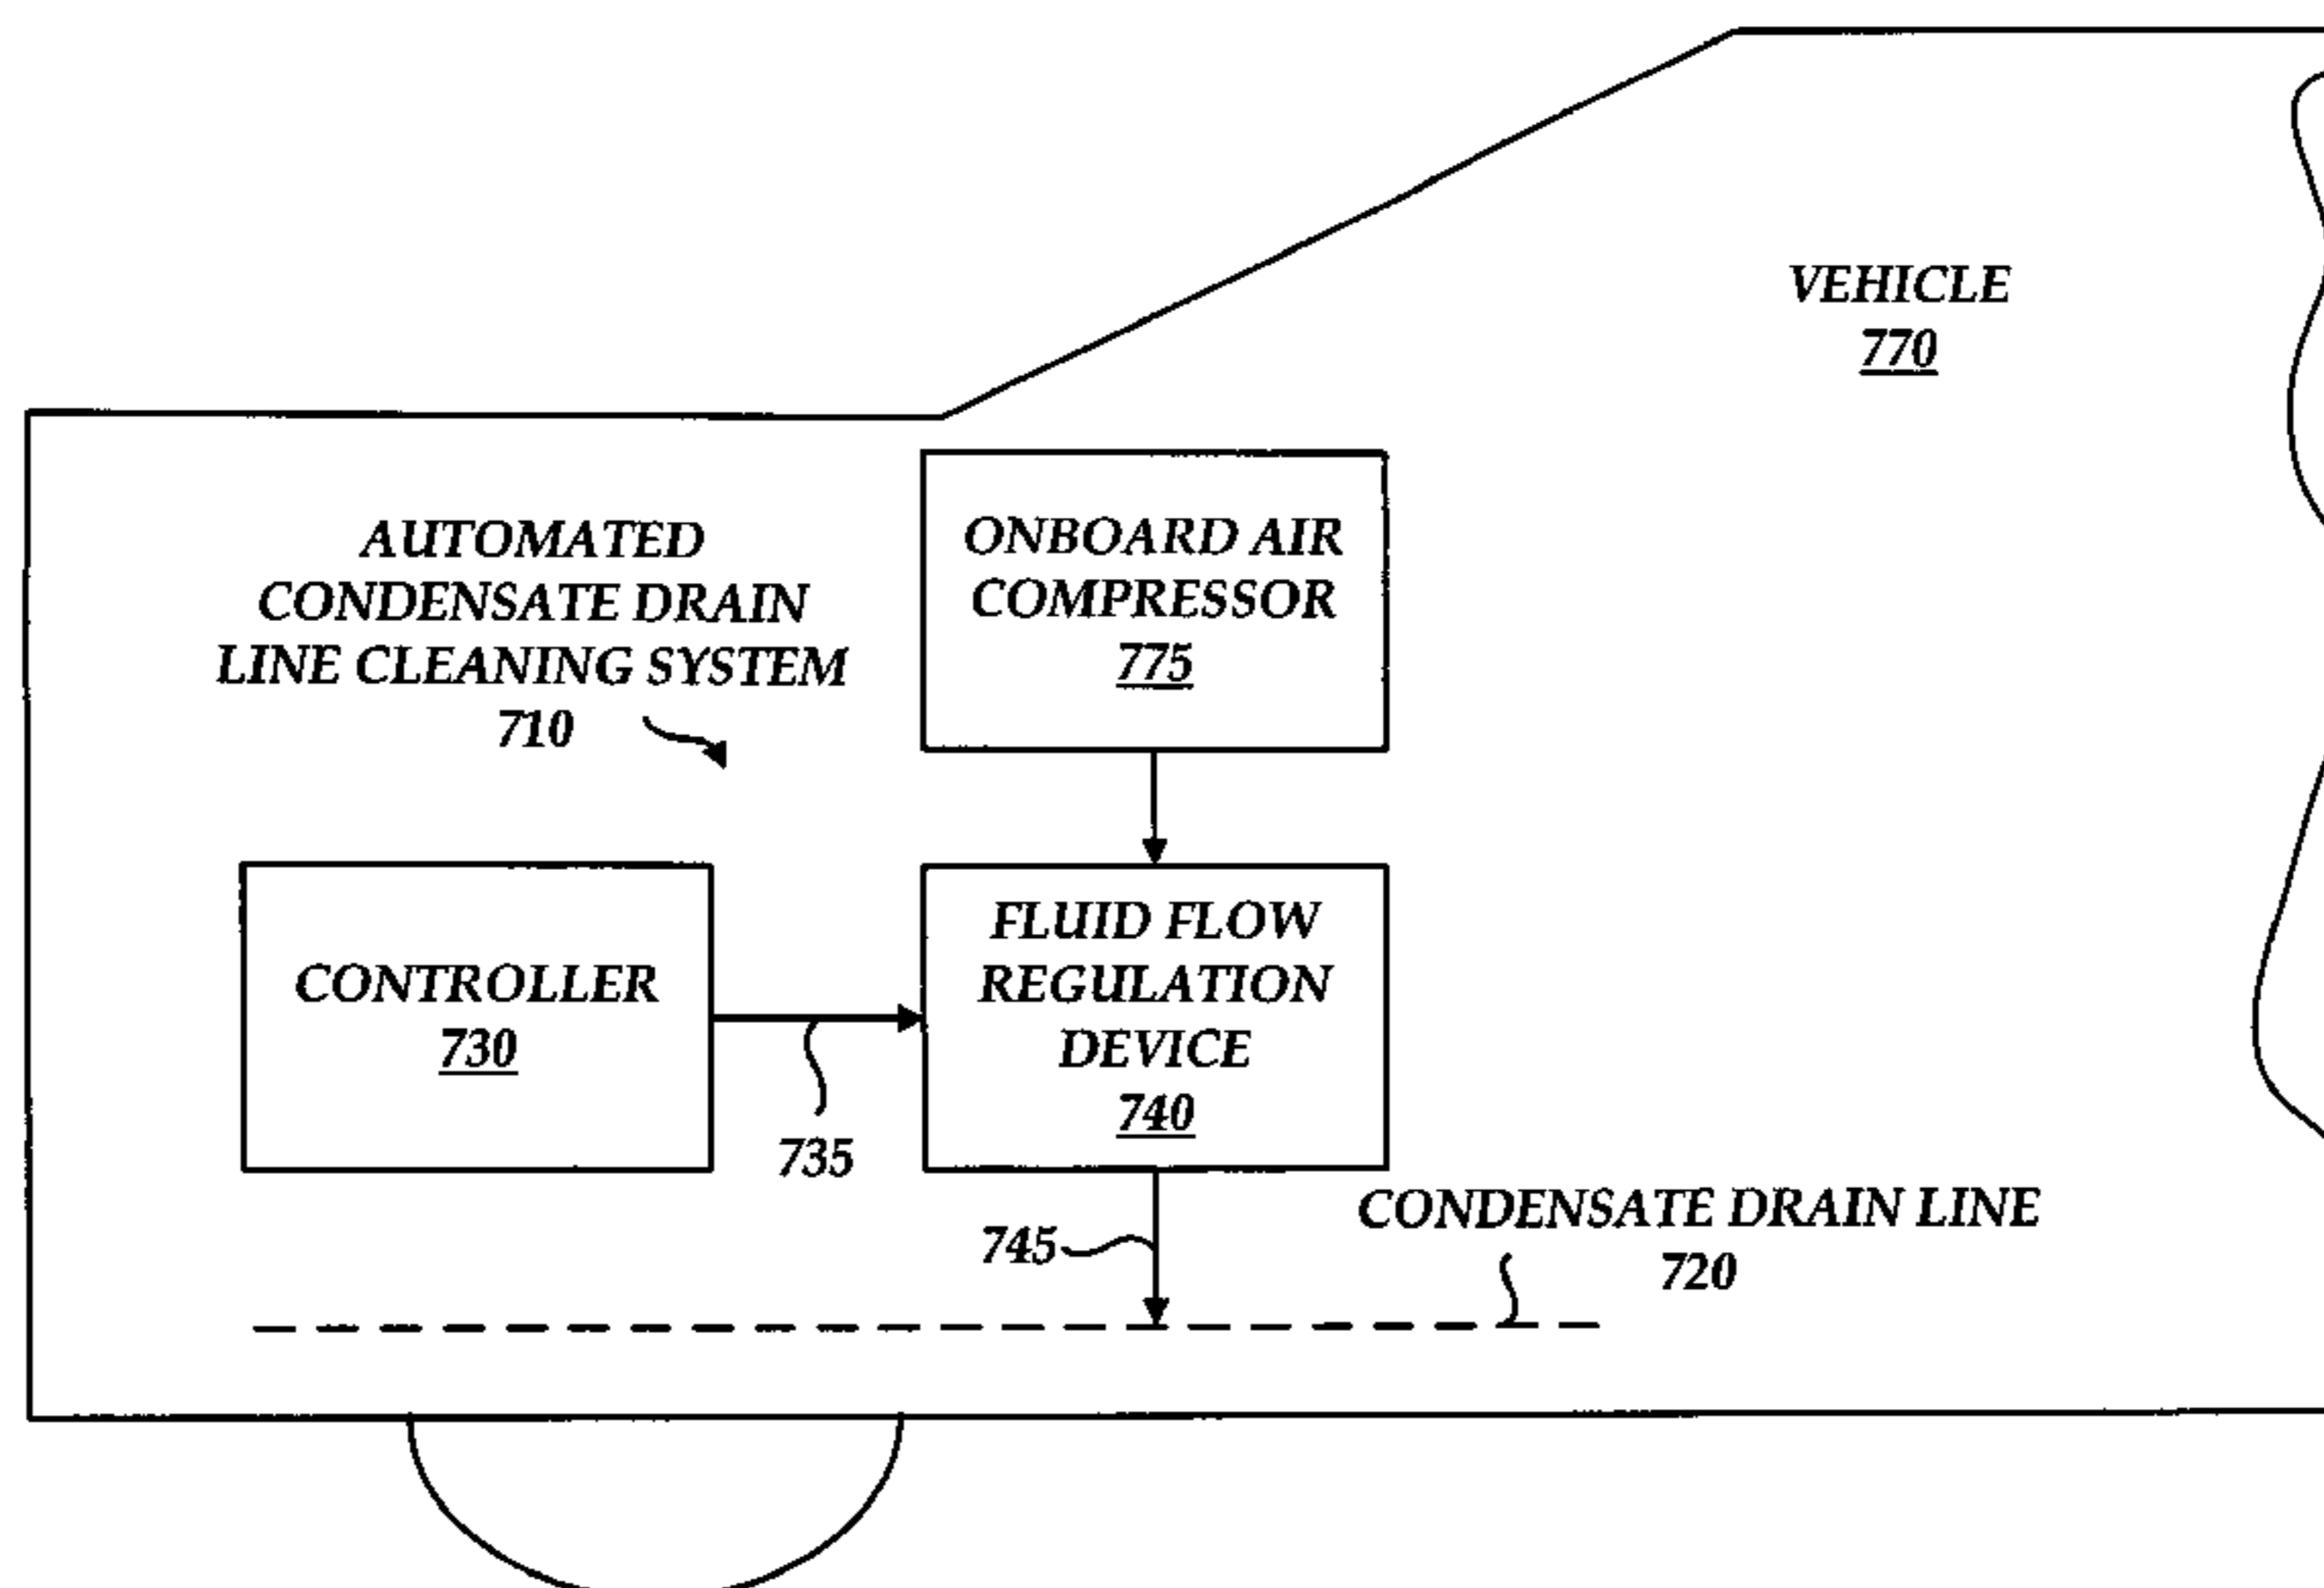 VEHICLE
770
AUTOMATED
CONDENSATE DRAIN
LINE CLEANING SYSTEM
710
ONBOARD AIR
COMPRESSOR
775
CONTROLLER
730
735
FLUID FLOW
REGULATION
DEVICE
740
745
CONDENSATE DRAIN LINE
720